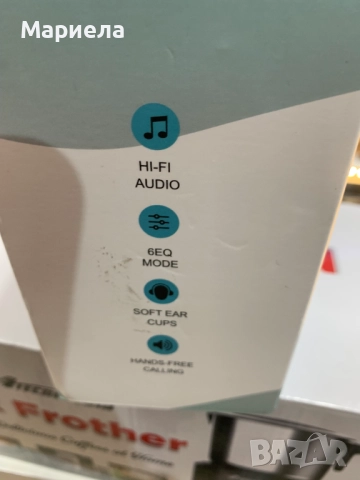 Мариела
HI-FI
AUDIO
6EQ
MODE
SOFT EAR
CUPS
HANDS-FREE
CALLING
Frother
BAZAR